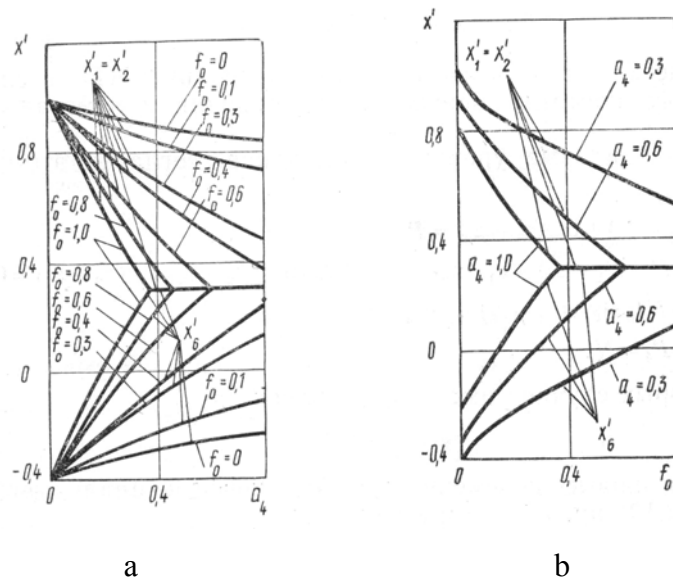 x'
x'₁ = x'₂
f₀ = 0
f₀ = 0,1
f₀ = 0,3
f₀ = 0,4
f₀ = 0,6
0,8
f₀ = 0,8
f₀ = 1,0
0,4
f₀ = 0,8
f₀ = 0,6
f₀ = 0,4
f₀ = 0,3
x'₆
0
f₀ = 0,1
f₀ = 0
-0,4
0
0,4
a₄
a
x'
x'₁ = x'₂
a₄ = 0,3
0,8
a₄ = 0,6
0,4
a₄ = 1,0
a₄ = 0,6
0
a₄ = 0,3
x'₆
-0,4
0
0,4
f₀
b